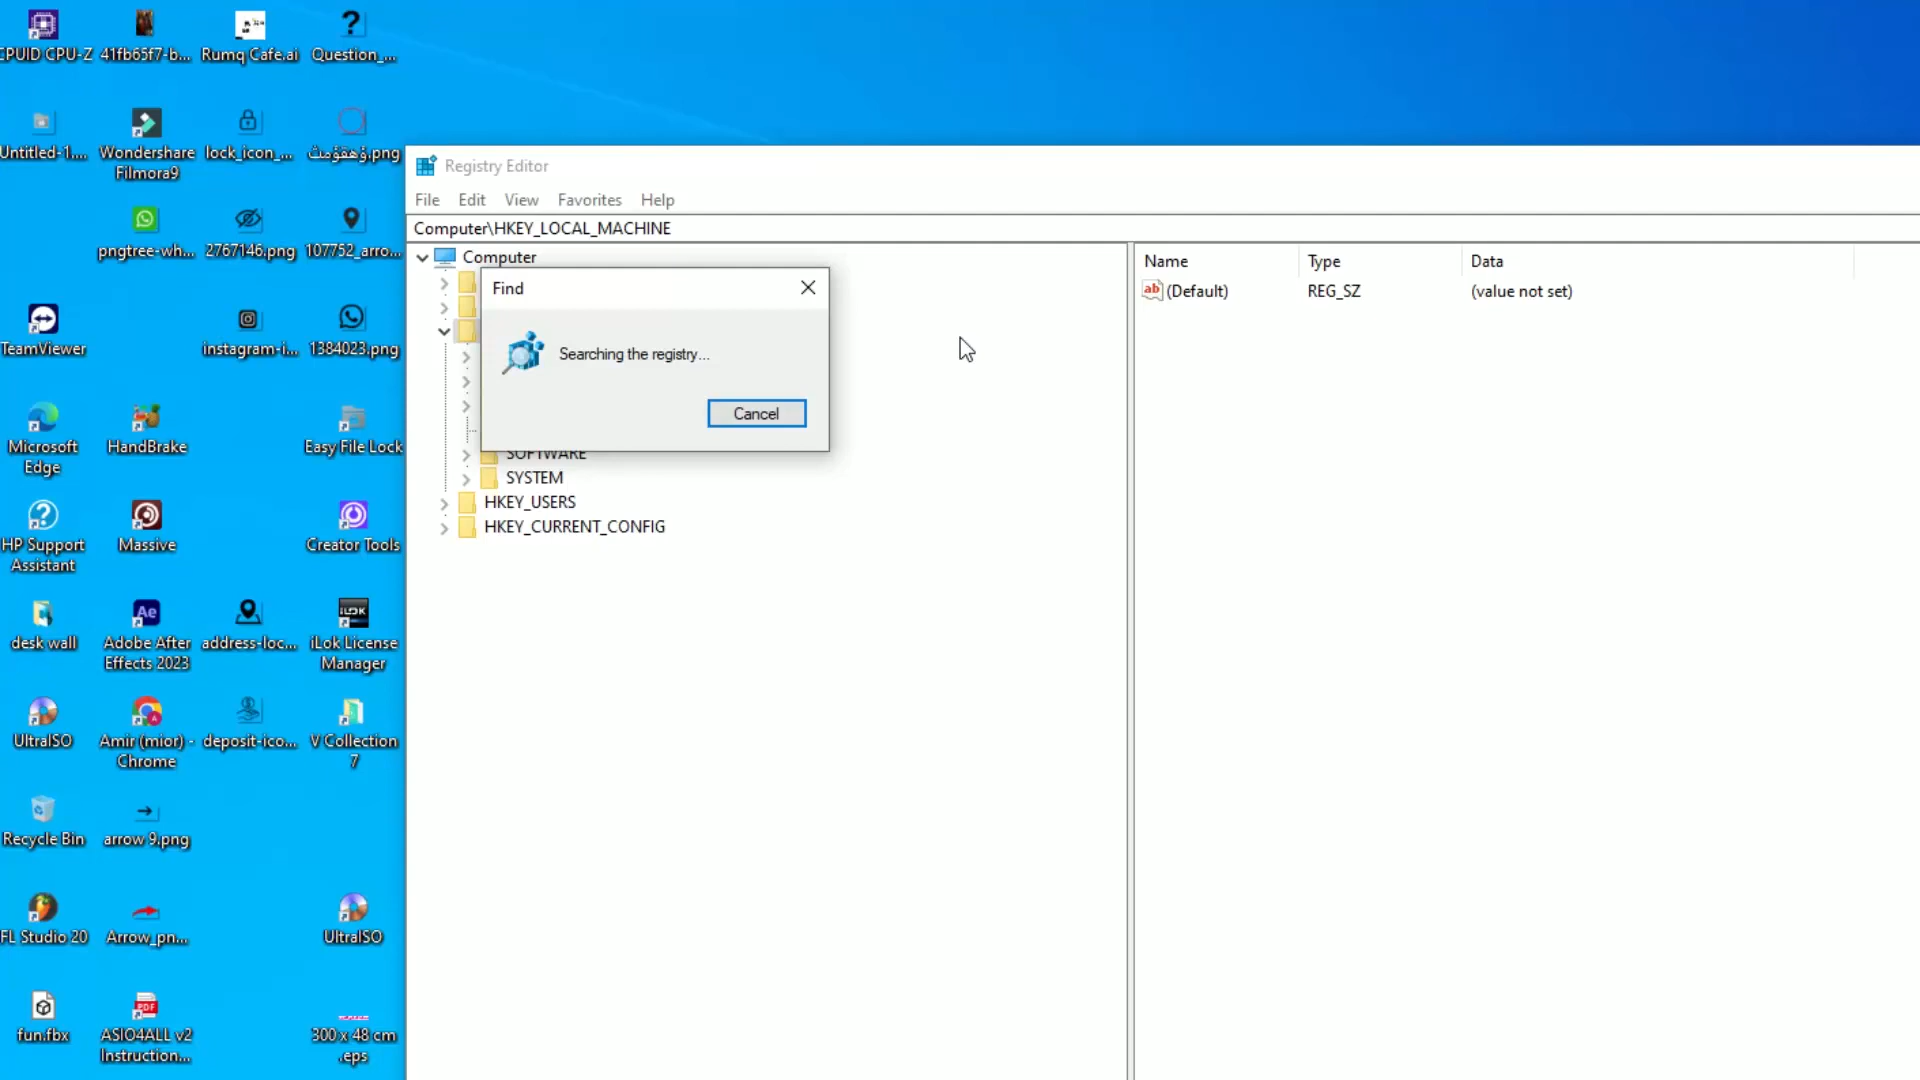 CPUID CPU-Z
41fb65f7-b...
Rumq Cafe.ai
Question_...
Untitled-1....
Wondershare
Filmora9
lock_icon_...
ؤهقؤمث.png
pngtree-wh...
2767146.png
107752_arro...
TeamViewer
instagram-i...
1384023.png
Microsoft
Edge
HandBrake
Easy File Lock
HP Support
Assistant
Massive
Creator Tools
desk wall
Adobe After
Effects 2023
address-loc...
iLok License
Manager
UltraISO
Amir (mior) -
Chrome
deposit-ico...
V Collection
7
Recycle Bin
arrow 9.png
FL Studio 20
Arrow_pn...
UltraISO
fun.fbx
ASIO4ALL v2
Instruction...
300 x 48 cm
.eps
Registry Editor
File Edit View Favorites Help
Computer\HKEY_LOCAL_MACHINE
Computer
Find
Searching the registry...
Cancel
SOFTWARE
SYSTEM
HKEY_USERS
HKEY_CURRENT_CONFIG
Name Type Data
ab (Default) REG_SZ (value not set)